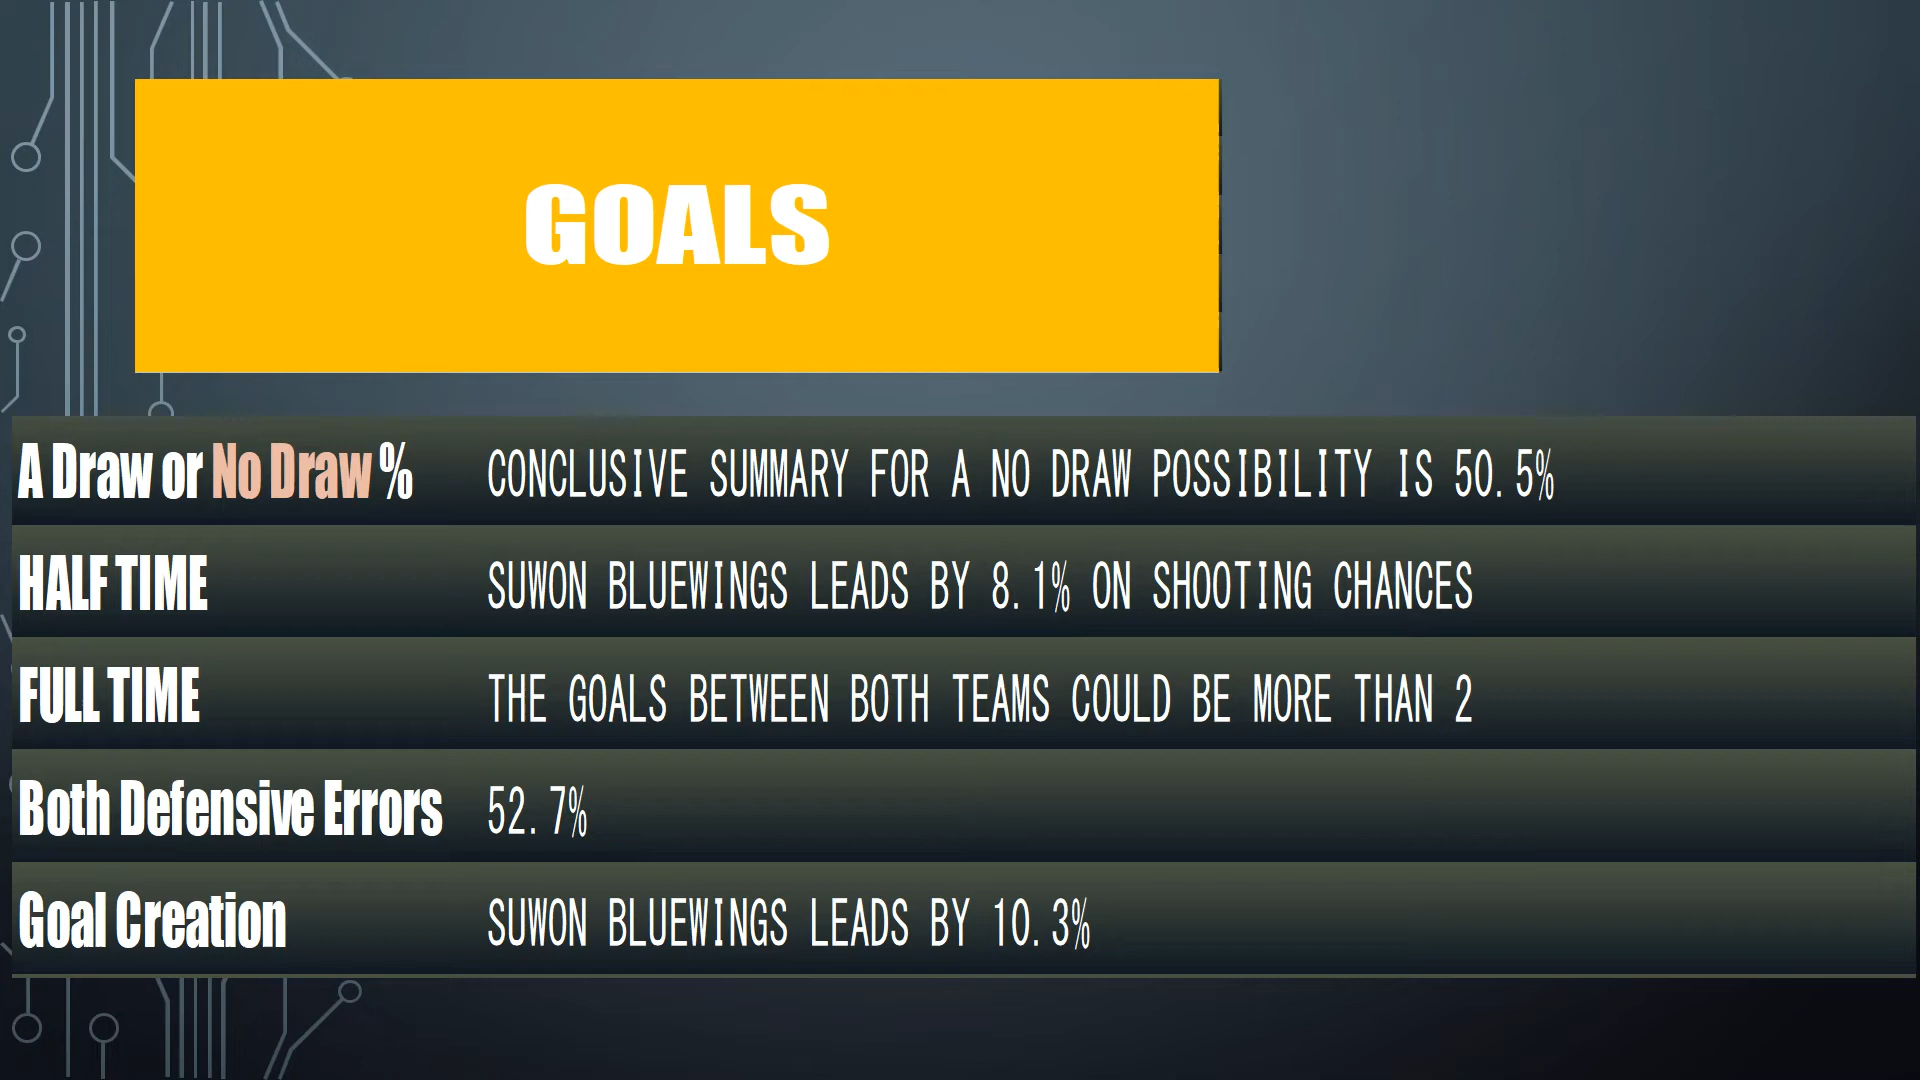 GOALS
A Draw or No Draw % CONCLUSIVE SUMMARY FOR A NO DRAW POSSIBILITY IS 50.5%
HALF TIME SUWON BLUEWINGS LEADS BY 8.1% ON SHOOTING CHANCES
FULL TIME THE GOALS BETWEEN BOTH TEAMS COULD BE MORE THAN 2
Both Defensive Errors 52.7%
Goal Creation SUWON BLUEWINGS LEADS BY 10.3%